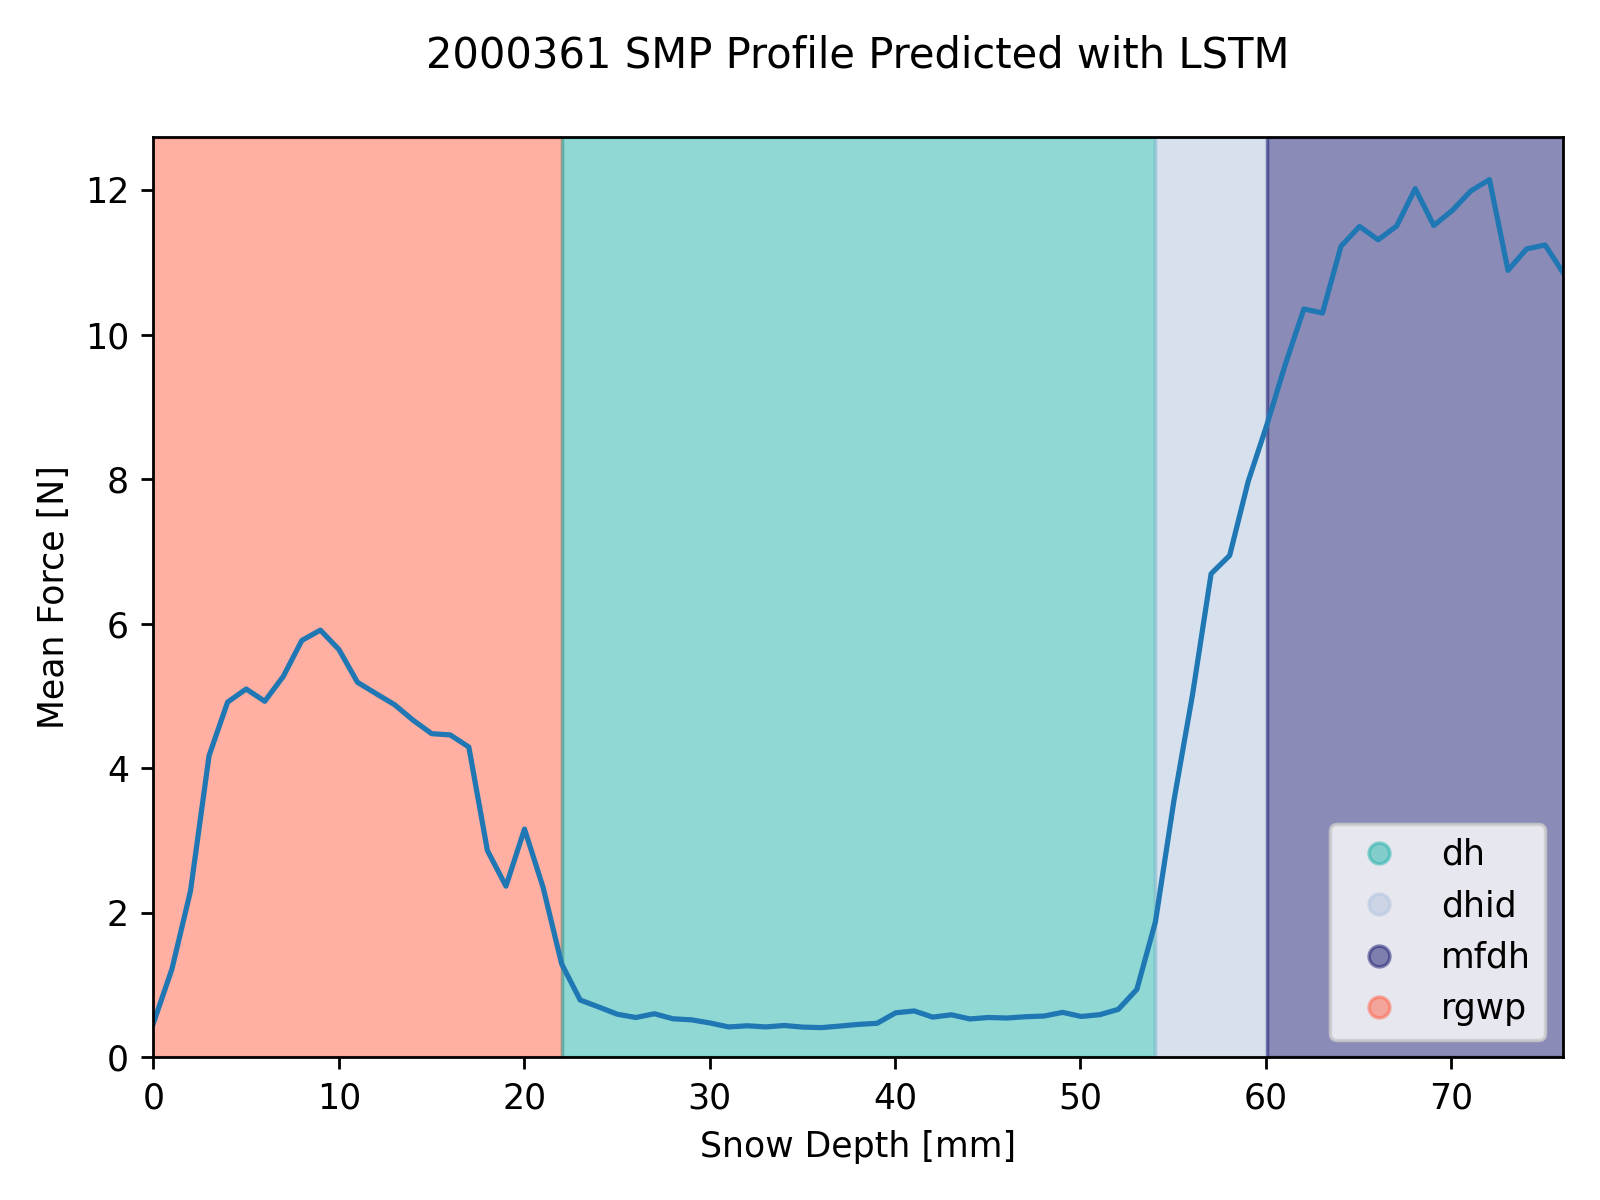 2000361 SMP Profile Predicted with LSTM
Mean Force [N]
12
10
8
6
4
2
0
dh
dhid
mfdh
rgwp
0 10 20 30 40 50 60 70
Snow Depth [mm]